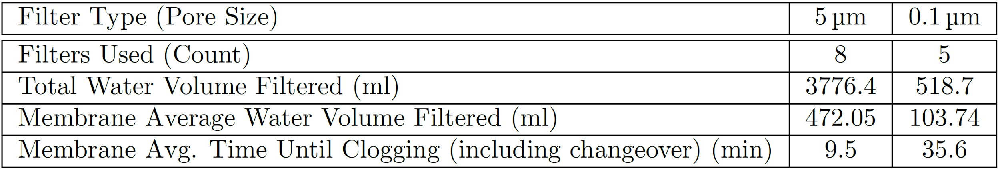 Filter Type (Pore Size) 5 µm 0.1 µm
Filters Used (Count) 8 5
Total Water Volume Filtered (ml) 3776.4 518.7
Membrane Average Water Volume Filtered (ml) 472.05 103.74
Membrane Avg. Time Until Clogging (including changeover) (min) 9.5 35.6